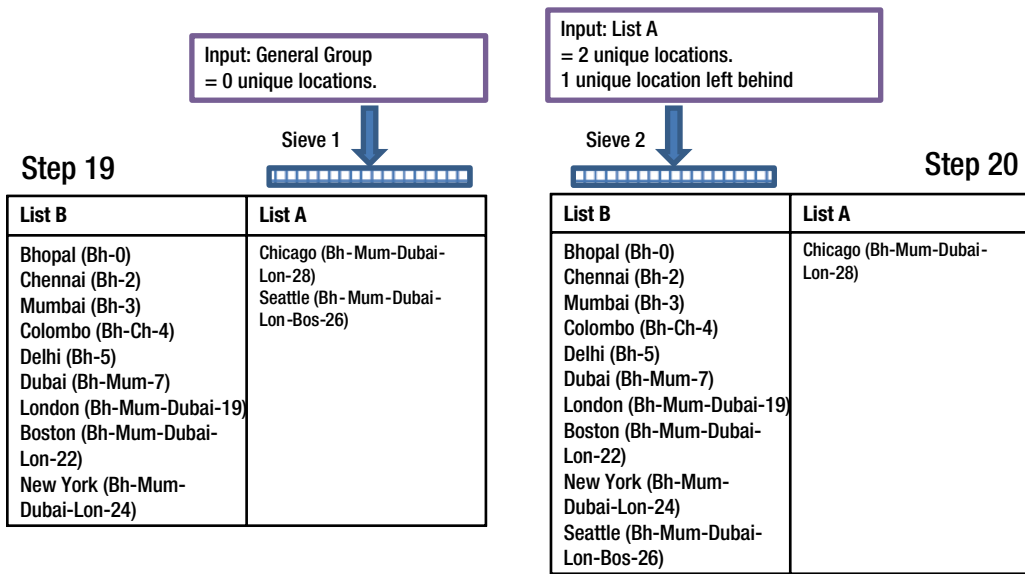 Input: General Group
= 0 unique locations.
Sieve 1
Step 19
List B
List A
Bhopal (Bh-0)
Chennai (Bh-2)
Mumbai (Bh-3)
Colombo (Bh-Ch-4)
Delhi (Bh-5)
Dubai (Bh-Mum-7)
London (Bh-Mum-Dubai-19)
Boston (Bh-Mum-Dubai-
Lon-22)
New York (Bh-Mum-
Dubai-Lon-24)
Chicago (Bh-Mum-Dubai-
Lon-28)
Seattle (Bh-Mum-Dubai-
Lon-Bos-26)
Input: List A
= 2 unique locations.
1 unique location left behind
Sieve 2
Step 20
List B
List A
Bhopal (Bh-0)
Chennai (Bh-2)
Mumbai (Bh-3)
Colombo (Bh-Ch-4)
Delhi (Bh-5)
Dubai (Bh-Mum-7)
London (Bh-Mum-Dubai-19)
Boston (Bh-Mum-Dubai-
Lon-22)
New York (Bh-Mum-
Dubai-Lon-24)
Seattle (Bh-Mum-Dubai-
Lon-Bos-26)
Chicago (Bh-Mum-Dubai-
Lon-28)